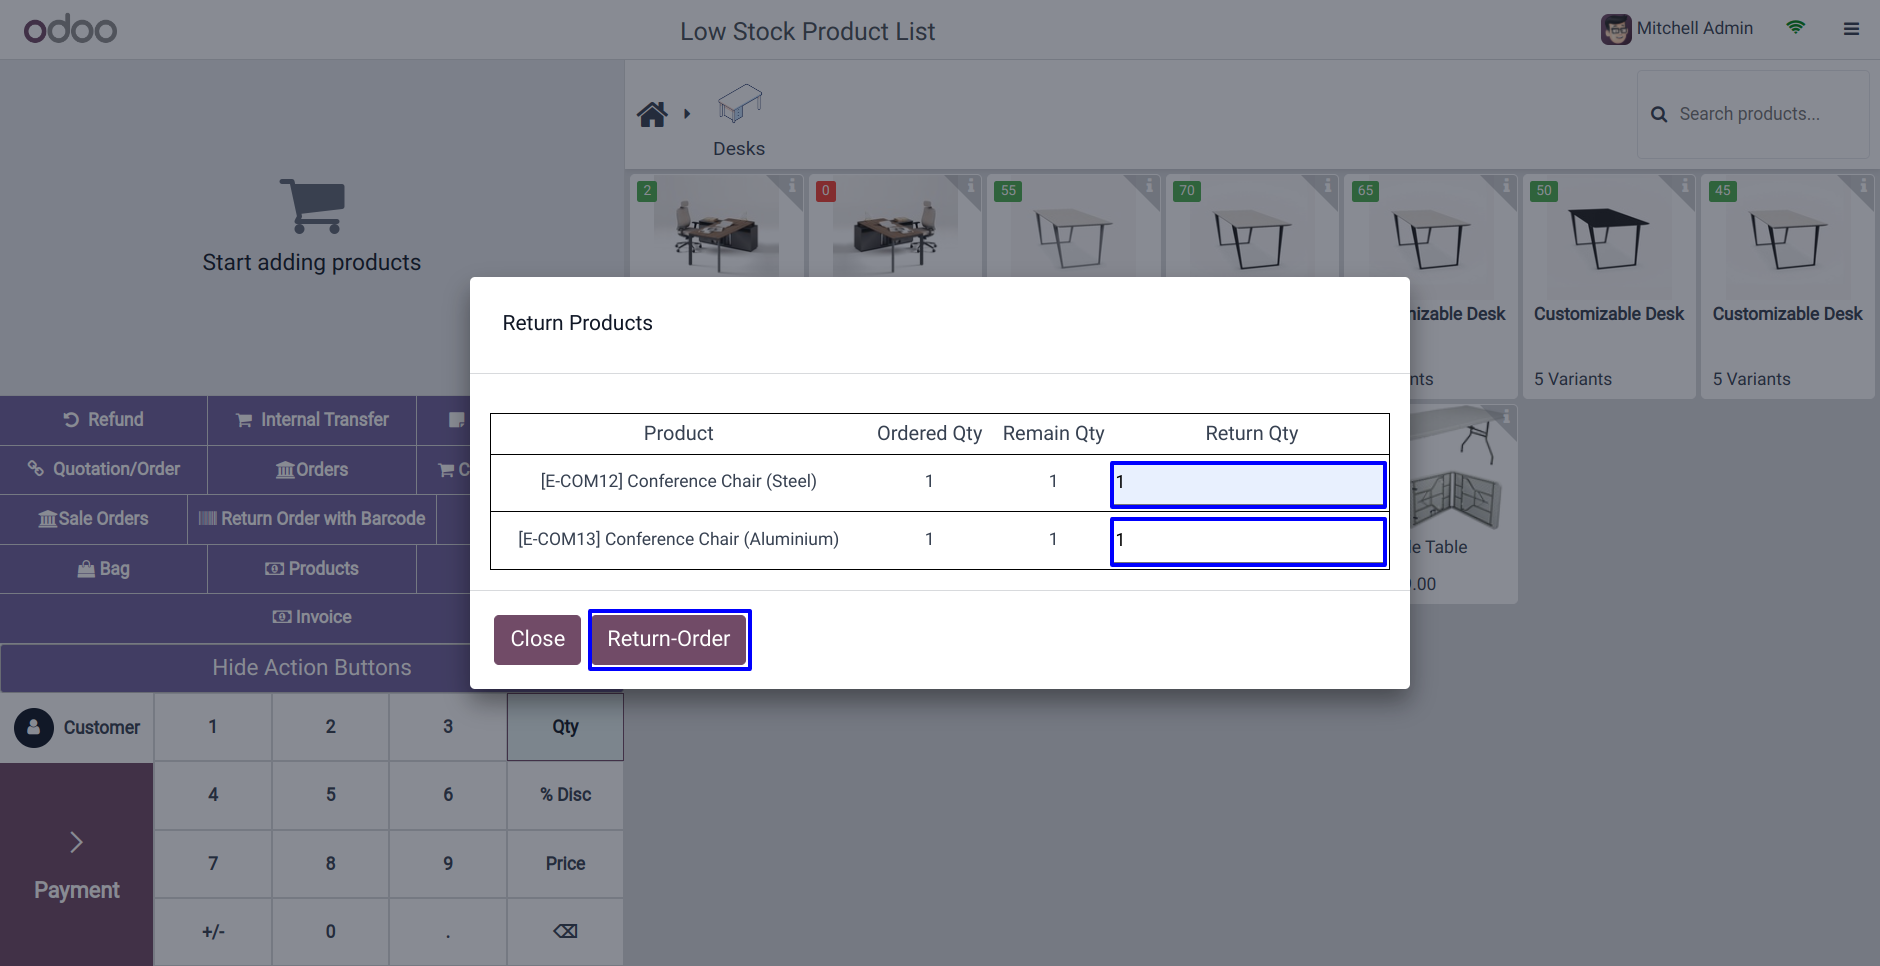 odoo
Low Stock Product List
Mitchell Admin
Desks
Search products...
2
0
55
70
65
50
45
Start adding products
Customizable Desk
Customizable Desk
5 Variants
5 Variants
Return Products
Product Ordered Qty Remain Qty Return Qty
[E-COM12] Conference Chair (Steel) 1 1 1
[E-COM13] Conference Chair (Aluminium) 1 1 1
Close Return-Order
Table
.00
Refund Internal Transfer
Quotation/Order Orders C
Sale Orders Return Order with Barcode
Bag Products
Invoice
Hide Action Buttons
Customer 1 2 3 Qty
4 5 6 % Disc
7 8 9 Price
Payment
+/- 0 .